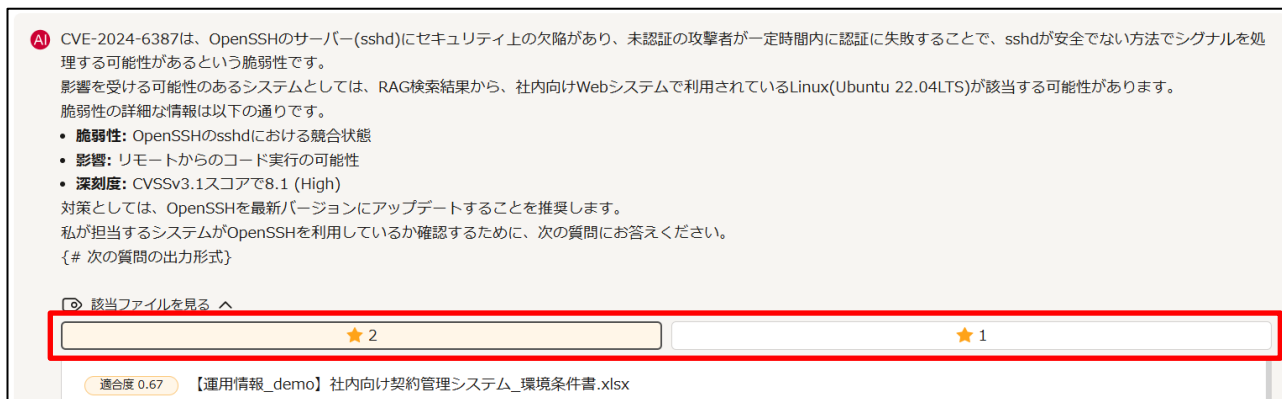 AI CVE-2024-6387は、OpenSSHのサーバー(sshd)にセキュリティ上の欠陥があり、未認証の攻撃者が一定時間内に認証に失敗することで、sshdが安全でない方法でシグナルを処
理する可能性があるという脆弱性です。
影響を受ける可能性のあるシステムとしては、RAG検索結果から、社内向けWebシステムで利用されているLinux(Ubuntu 22.04LTS)が該当する可能性があります。
脆弱性の詳細な情報は以下の通りです。
• 脆弱性: OpenSSHのsshdにおける競合状態
• 影響: リモートからのコード実行の可能性
• 深刻度: CVSSv3.1スコアで8.1 (High)
対策としては、OpenSSHを最新バージョンにアップデートすることを推奨します。
私が担当するシステムがOpenSSHを利用しているか確認するために、次の質問にお答えください。
{# 次の質問の出力形式}
該当ファイルを見る
★ 2 ★ 1
適合度 0.67 【運用情報_demo】社内向け契約管理システム_環境条件書.xlsx